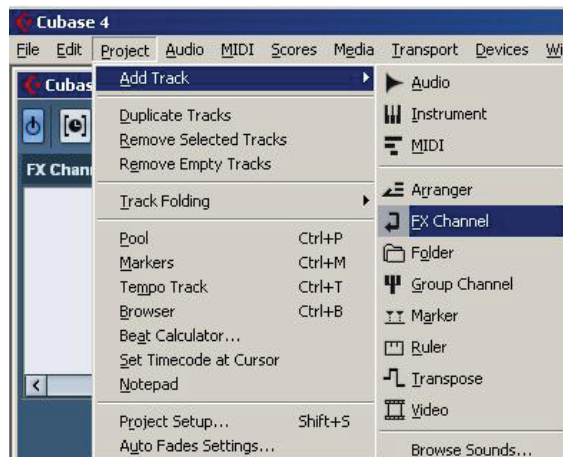 Cubase 4
File Edit Project Audio MIDI Scores Media Transport Devices Wi
Cubas
FX Chan
Add Track
Duplicate Tracks
Remove Selected Tracks
Remove Empty Tracks
Track Folding
Pool Ctrl+P
Markers Ctrl+M
Tempo Track Ctrl+T
Browser Ctrl+B
Beat Calculator...
Set Timecode at Cursor
Notepad
Project Setup... Shift+S
Auto Fades Settings...
Audio
Instrument
MIDI
Arranger
FX Channel
Folder
Group Channel
Marker
Ruler
Transpose
Video
Browse Sounds...